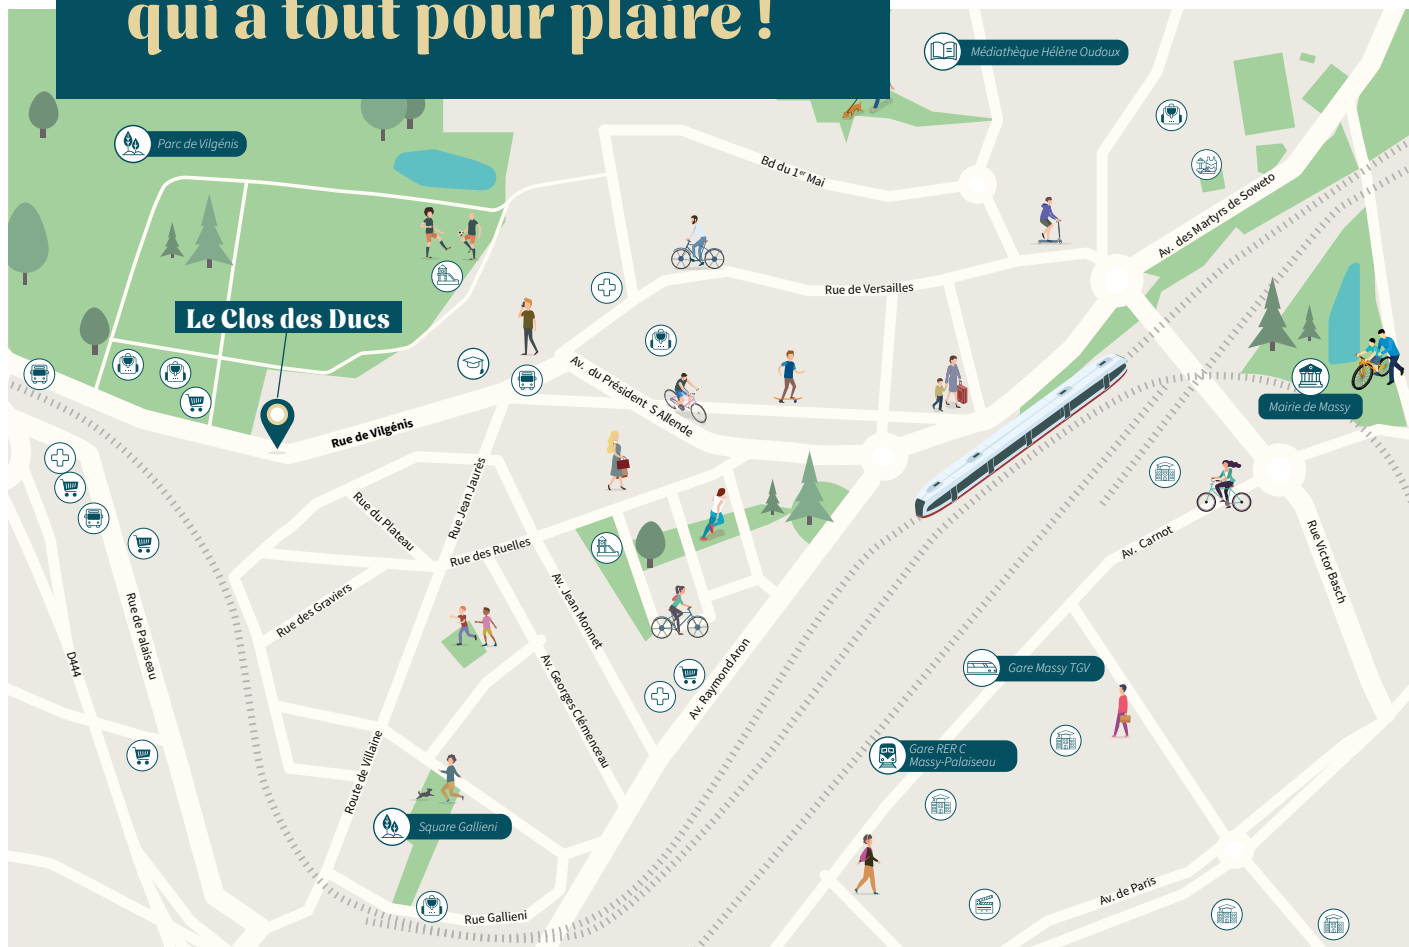 qui a tout pour plaire !
Médiathèque Hélène Oudoux
Parc de Vilgénis
Bd du 1er Mai
Av. des Martyrs de Soweto
Rue de Versailles
Le Clos des Ducs
Av. du Président S Allende
Mairie de Massy
Rue de Vilgénis
Rue Jean Jaurès
Rue du Plateau
Rue des Ruelles
Av. Carnot
Rue Victor Basch
Rue des Graviers
Av. Jean Monnet
Rue de Palaiseau
D444
Av. Raymond Aron
Av. Georges Clémenceau
Gare Massy TGV
Route de Villaine
Gare RER C
Massy-Palaiseau
Square Gallieni
Av. de Paris
Rue Gallieni